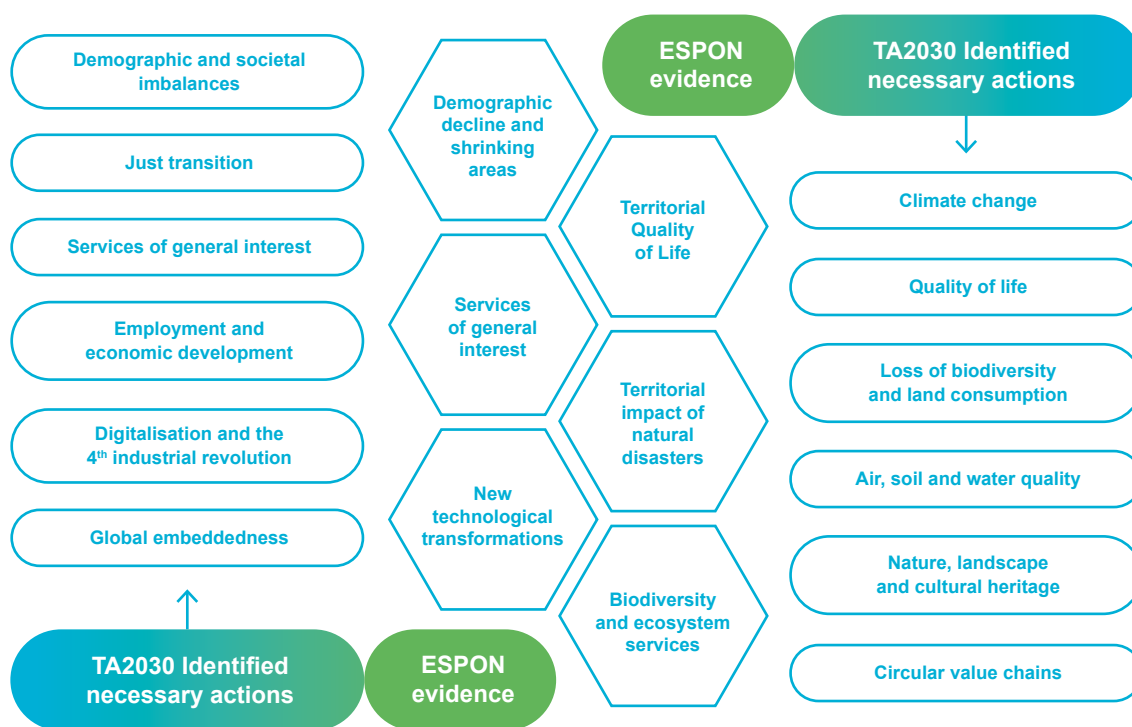 Demographic and societal
imbalances
Just transition
Services of general interest
Employment and
economic development
Digitalisation and the
4th industrial revolution
Global embeddedness
TA2030 Identified
necessary actions
ESPON
evidence
Demographic
decline and
shrinking
areas
Services
of general
interest
New
technological
transformations
Territorial
Quality
of Life
Territorial
impact of
natural
disasters
Biodiversity
and ecosystem
services
ESPON
evidence
TA2030 Identified
necessary actions
Climate change
Quality of life
Loss of biodiversity
and land consumption
Air, soil and water quality
Nature, landscape
and cultural heritage
Circular value chains